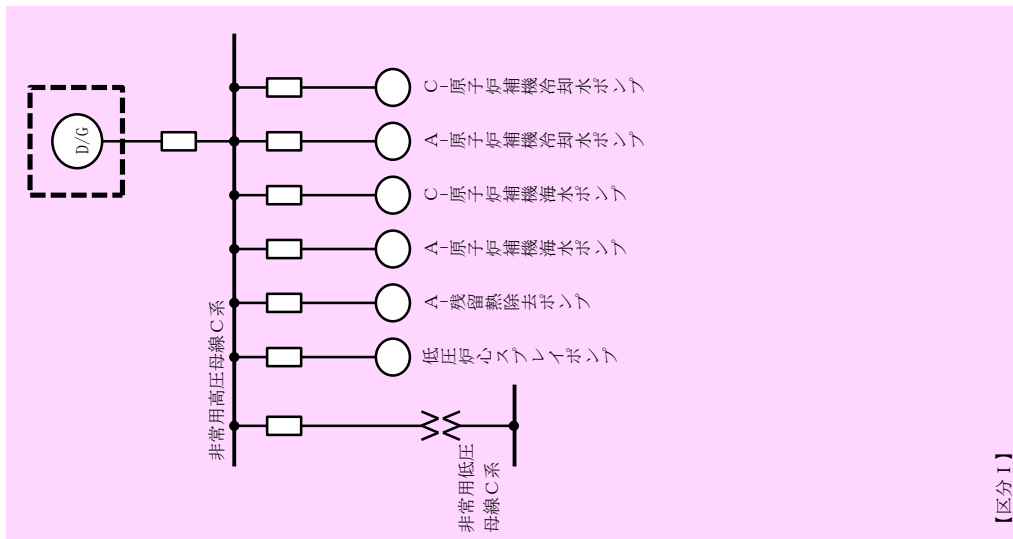 D/G
C-原子炉補機冷却水ポンプ
A-原子炉補機冷却水ポンプ
C-原子炉補機海水ポンプ
A-原子炉補機海水ポンプ
A-残留熱除去ポンプ
低圧炉心スプレイポンプ
非常用高圧母線C系
非常用低圧
母線C系
【区分Ⅰ】